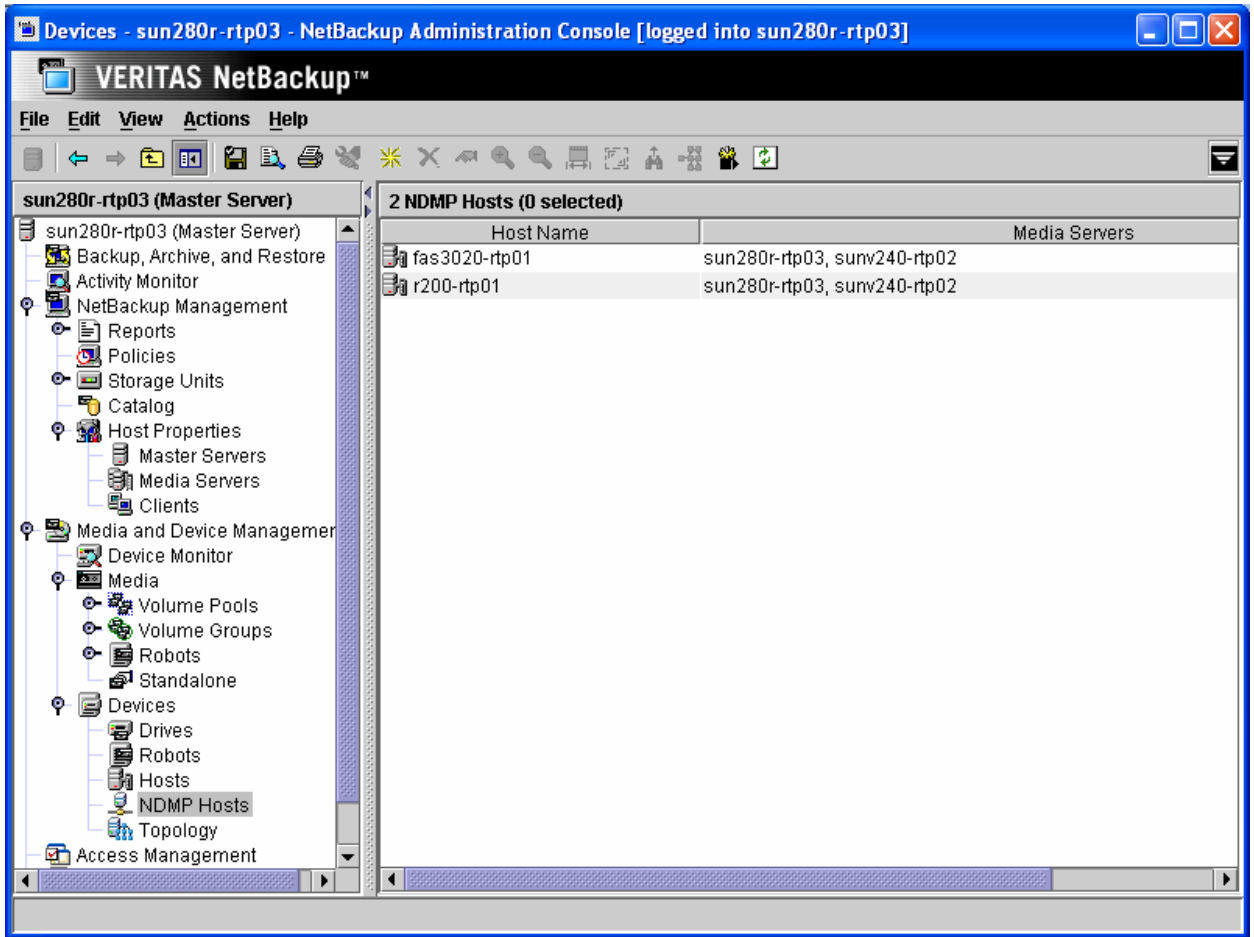 Devices - sun280r-rtp03 - NetBackup Administration Console [logged into sun280r-rtp03]
VERITAS NetBackup™
File Edit View Actions Help
sun280r-rtp03 (Master Server)
sun280r-rtp03 (Master Server)
Backup, Archive, and Restore
Activity Monitor
NetBackup Management
Reports
Policies
Storage Units
Catalog
Host Properties
Master Servers
Media Servers
Clients
Media and Device Managemer
Device Monitor
Media
Volume Pools
Volume Groups
Robots
Standalone
Devices
Drives
Robots
Hosts
NDMP Hosts
Topology
Access Management
2 NDMP Hosts (0 selected)
Host Name Media Servers
fas3020-rtp01 sun280r-rtp03, sunv240-rtp02
r200-rtp01 sun280r-rtp03, sunv240-rtp02